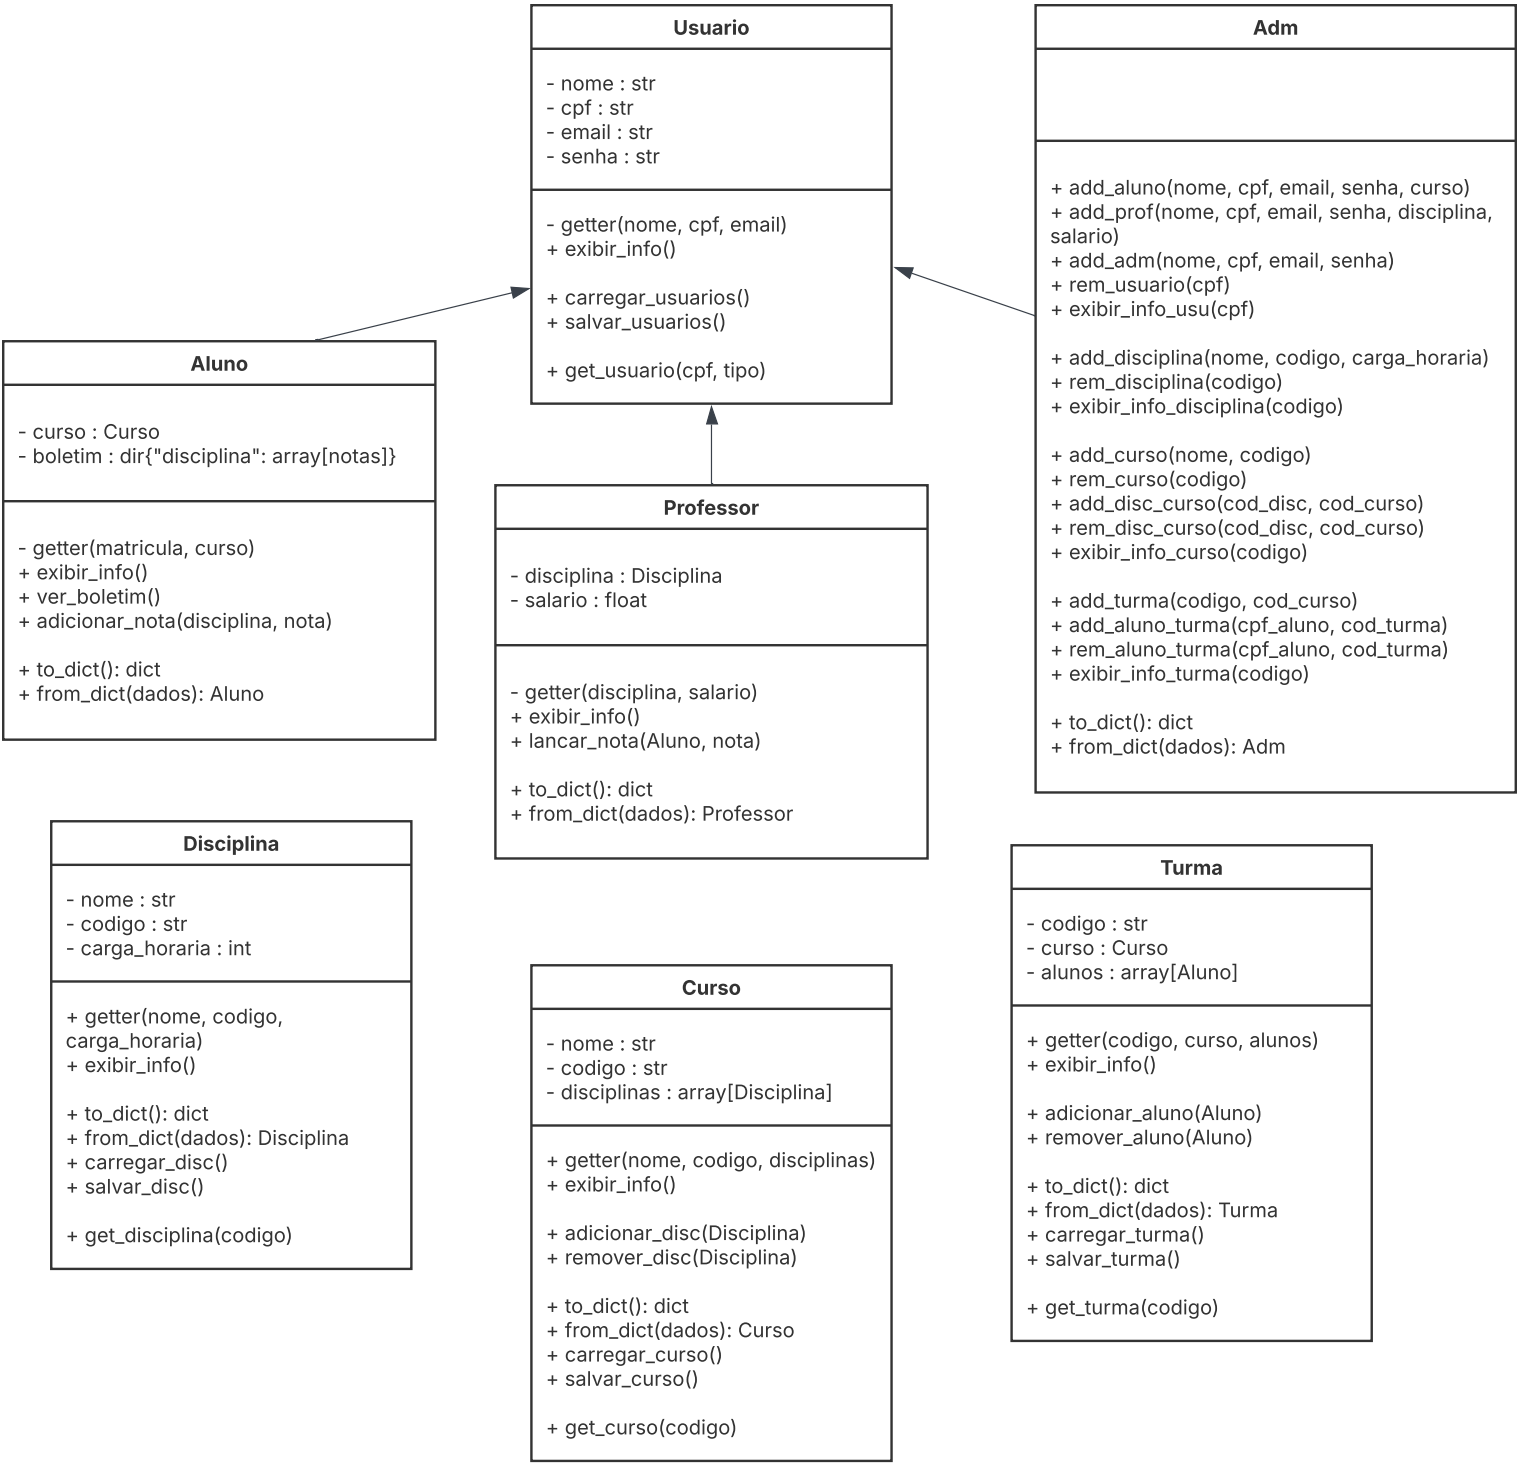 Usuario
- nome : str
- cpf : str
- email : str
- senha : str
- getter(nome, cpf, email)
+ exibir_info()
+ carregar_usuarios()
+ salvar_usuarios()
+ get_usuario(cpf, tipo)
Adm
+ add_aluno(nome, cpf, email, senha, curso)
+ add_prof(nome, cpf, email, senha, disciplina,
salario)
+ add_adm(nome, cpf, email, senha)
+ rem_usuario(cpf)
+ exibir_info_usu(cpf)
+ add_disciplina(nome, codigo, carga_horaria)
+ rem_disciplina(codigo)
+ exibir_info_disciplina(codigo)
+ add_curso(nome, codigo)
+ rem_curso(codigo)
+ add_disc_curso(cod_disc, cod_curso)
+ rem_disc_curso(cod_disc, cod_curso)
+ exibir_info_curso(codigo)
+ add_turma(codigo, cod_curso)
+ add_aluno_turma(cpf_aluno, cod_turma)
+ rem_aluno_turma(cpf_aluno, cod_turma)
+ exibir_info_turma(codigo)
+ to_dict(): dict
+ from_dict(dados): Adm
Aluno
- curso : Curso
- boletim : dir{"disciplina": array[notas]}
- getter(matricula, curso)
+ exibir_info()
+ ver_boletim()
+ adicionar_nota(disciplina, nota)
+ to_dict(): dict
+ from_dict(dados): Aluno
Professor
- disciplina : Disciplina
- salario : float
- getter(disciplina, salario)
+ exibir_info()
+ lancar_nota(Aluno, nota)
+ to_dict(): dict
+ from_dict(dados): Professor
Disciplina
- nome : str
- codigo : str
- carga_horaria : int
+ getter(nome, codigo,
carga_horaria)
+ exibir_info()
+ to_dict(): dict
+ from_dict(dados): Disciplina
+ carregar_disc()
+ salvar_disc()
+ get_disciplina(codigo)
Curso
- nome : str
- codigo : str
- disciplinas : array[Disciplina]
+ getter(nome, codigo, disciplinas)
+ exibir_info()
+ adicionar_disc(Disciplina)
+ remover_disc(Disciplina)
+ to_dict(): dict
+ from_dict(dados): Curso
+ carregar_curso()
+ salvar_curso()
+ get_curso(codigo)
Turma
- codigo : str
- curso : Curso
- alunos : array[Aluno]
+ getter(codigo, curso, alunos)
+ exibir_info()
+ adicionar_aluno(Aluno)
+ remover_aluno(Aluno)
+ to_dict(): dict
+ from_dict(dados): Turma
+ carregar_turma()
+ salvar_turma()
+ get_turma(codigo)